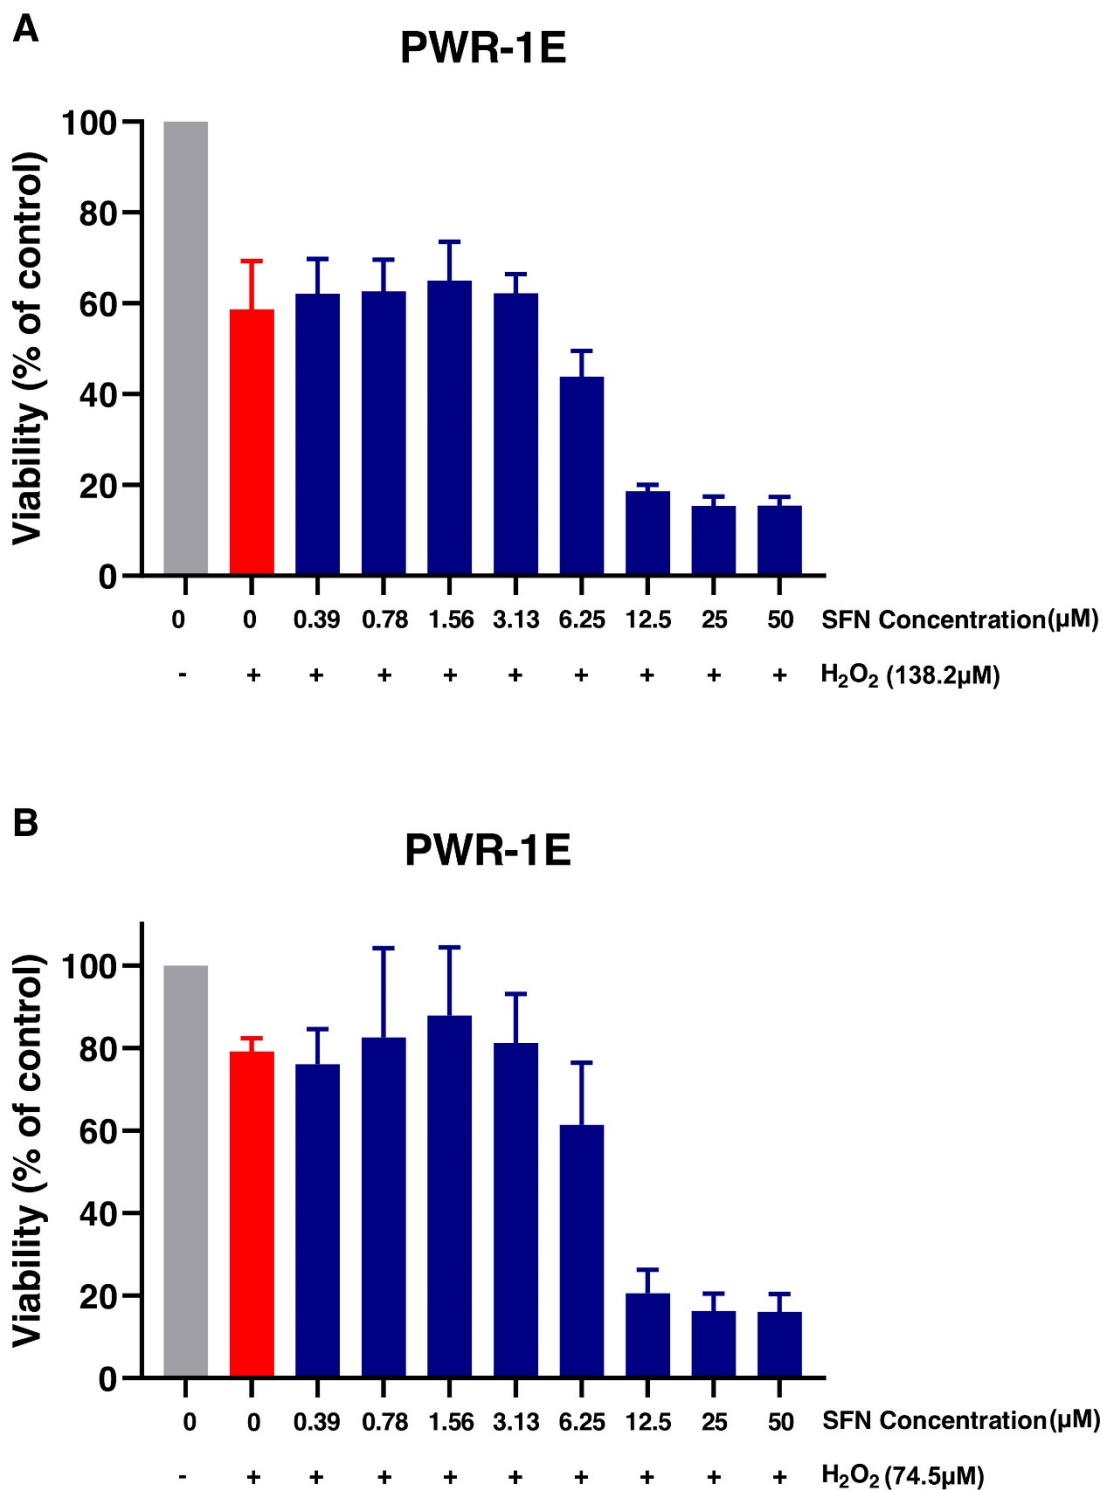 A
PWR-1E
Viability (% of control)
100
80
60
40
20
0
0 0 0.39 0.78 1.56 3.13 6.25 12.5 25 50 SFN Concentration(µM)
- + + + + + + + + + H₂O₂ (138.2µM)
B
PWR-1E
Viability (% of control)
100
80
60
40
20
0
0 0 0.39 0.78 1.56 3.13 6.25 12.5 25 50 SFN Concentration(µM)
- + + + + + + + + + H₂O₂ (74.5µM)